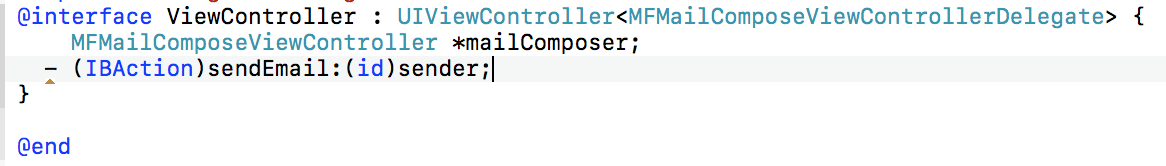 @interface ViewController : UIViewController<MFMailComposeViewControllerDelegate> {
    MFMailComposeViewController *mailComposer;
  - (IBAction)sendEmail:(id)sender;
}
@end